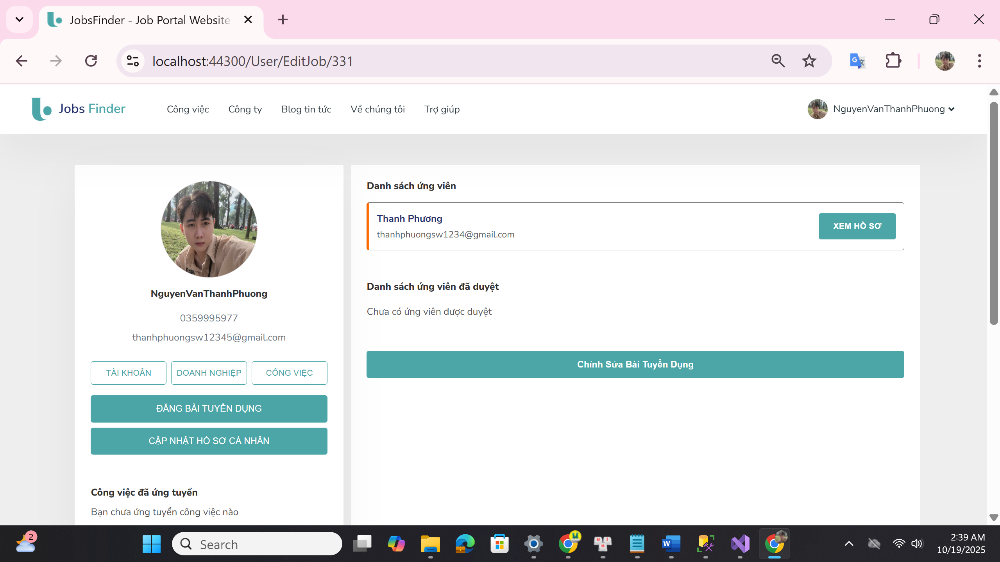 JobsFinder - Job Portal Website
localhost:44300/User/EditJob/331
Jobs Finder
Công việc
Công ty
Blog tin tức
Về chúng tôi
Trợ giúp
NguyenVanThanhPhuong
NguyenVanThanhPhuong
0359995977
thanhphuongsw12345@gmail.com
TÀI KHOẢN
DOANH NGHIỆP
CÔNG VIỆC
ĐĂNG BÀI TUYỂN DỤNG
CẬP NHẬT HỒ SƠ CÁ NHÂN
Công việc đã ứng tuyển
Bạn chưa ứng tuyển công việc nào
Danh sách ứng viên
Thanh Phương
thanhphuongsw1234@gmail.com
XEM HỒ SƠ
Danh sách ứng viên đã duyệt
Chưa có ứng viên được duyệt
Chỉnh Sửa Bài Tuyển Dụng
2
Search
2:39 AM
10/19/2025